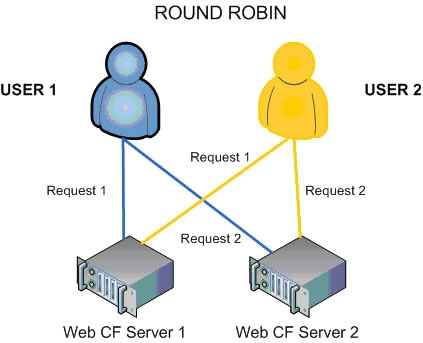 ROUND ROBIN
USER 1
USER 2
Request 1
Request 1
Request 2
Request 2
Web CF Server 1
Web CF Server 2